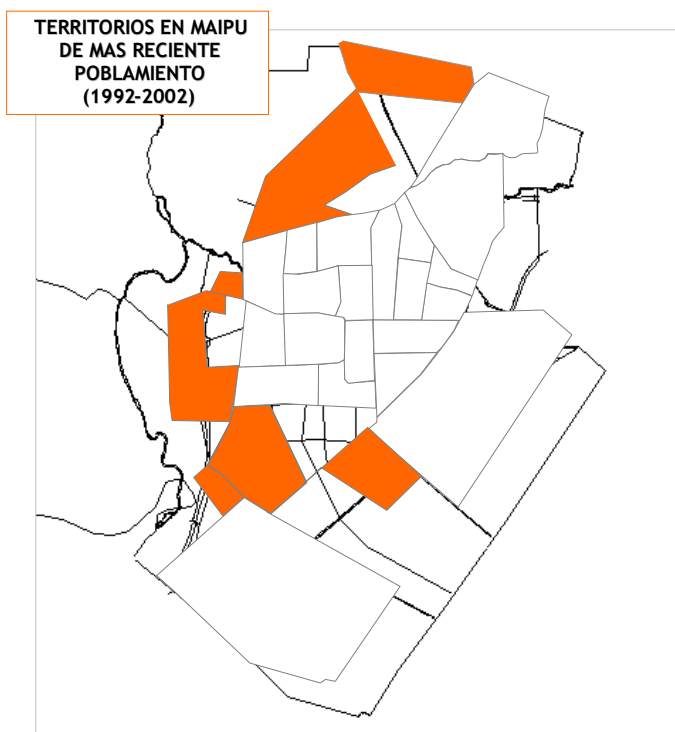 TERRITORIOS EN MAIPU
DE MAS RECIENTE
POBLAMIENTO
(1992-2002)